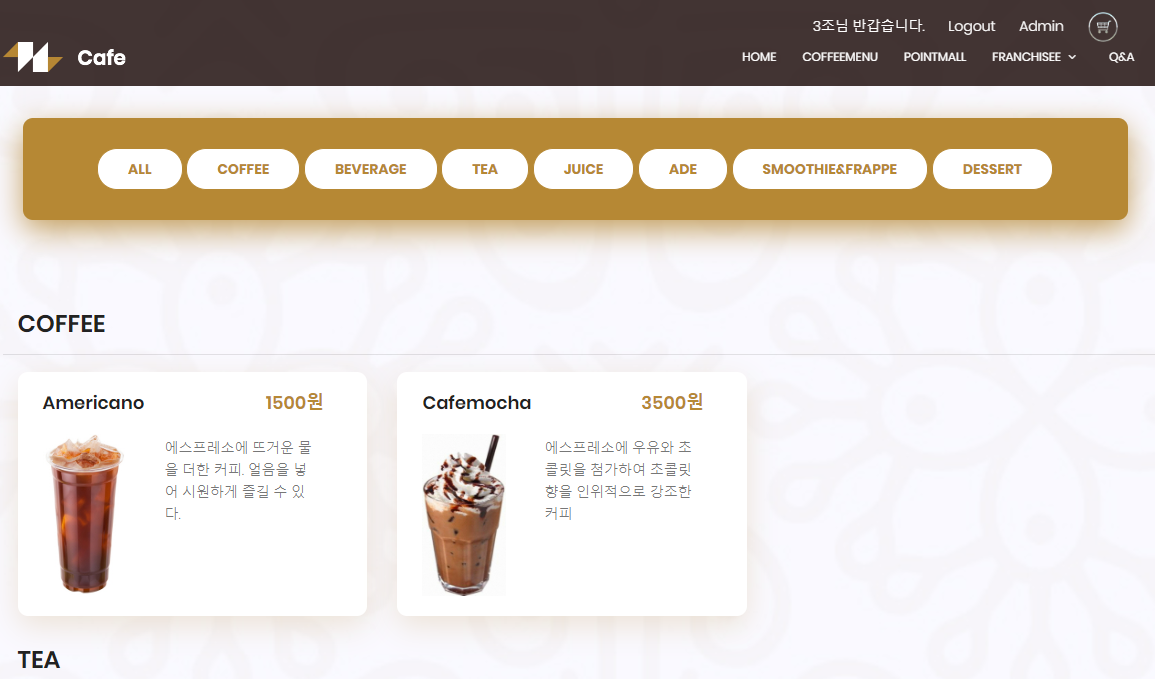 3조님 반갑습니다. Logout Admin
Cafe
HOME COFFEEMENU POINTMALL FRANCHISEE Q&A
ALL COFFEE BEVERAGE TEA JUICE ADE SMOOTHIE&FRAPPE DESSERT
COFFEE
Americano 1500원
에스프레소에 뜨거운 물
을 더한 커피. 얼음을 넣
어 시원하게 즐길 수 있
다.
Cafemocha 3500원
에스프레소에 우유와 초
콜릿을 첨가하여 초콜릿
향을 인위적으로 강조한
커피
TEA